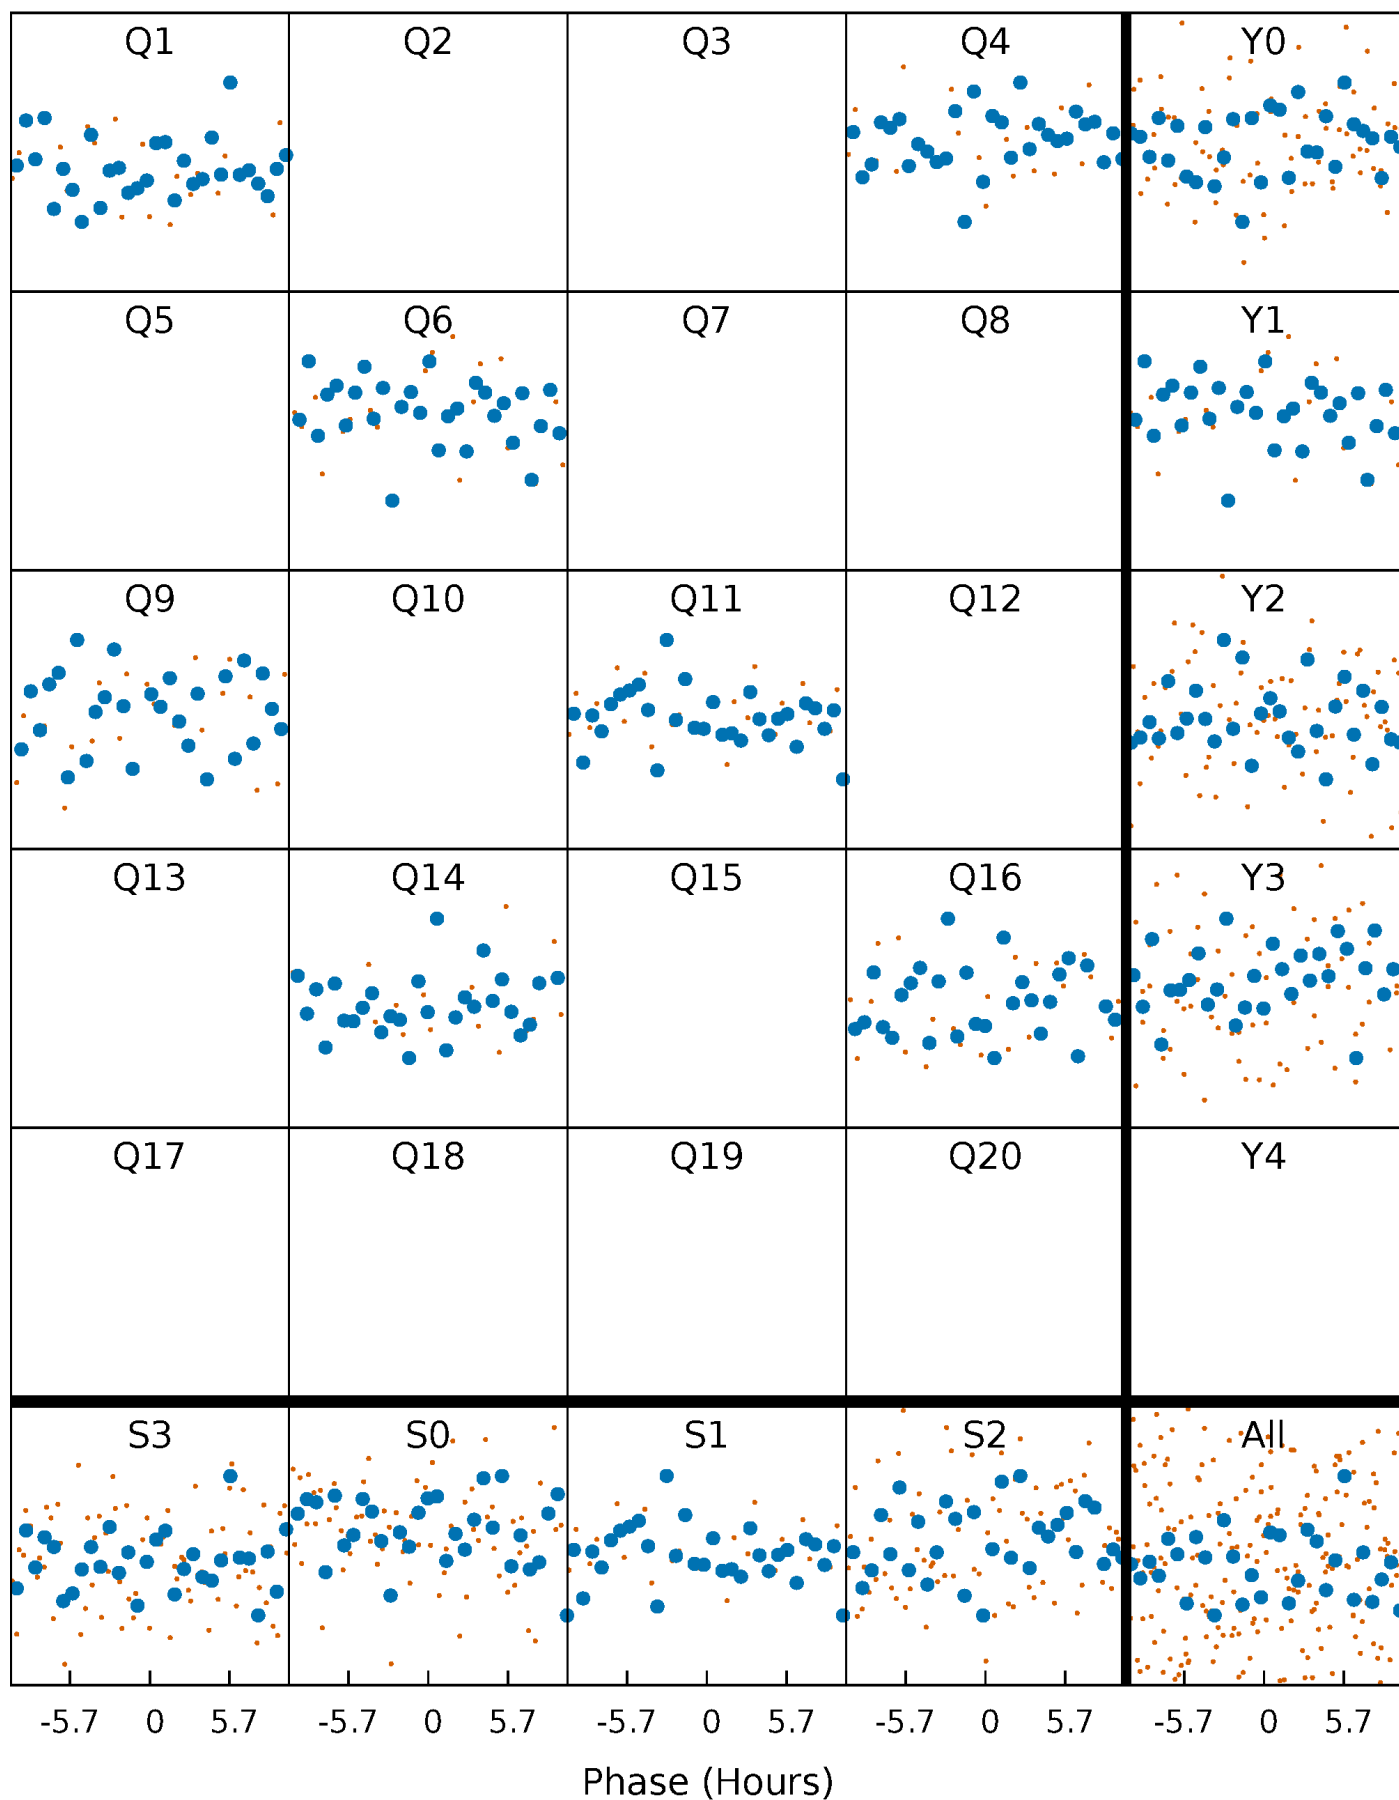 Q1 Q2 Q3 Q4 Y0
Q5 Q6 Q7 Q8 Y1
Q9 Q10 Q11 Q12 Y2
Q13 Q14 Q15 Q16 Y3
Q17 Q18 Q19 Q20 Y4
S3 S0 S1 S2 All
-5.7 0 5.7 -5.7 0 5.7 -5.7 0 5.7 -5.7 0 5.7 -5.7 0 5.7
Phase (Hours)